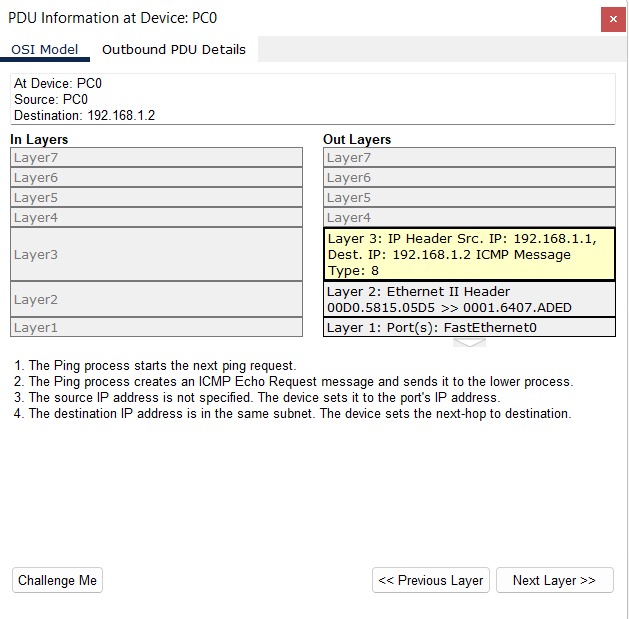 PDU Information at Device: PC0
×
OSI Model
Outbound PDU Details
At Device: PC0
Source: PC0
Destination: 192.168.1.2
In Layers
Layer7
Layer6
Layer5
Layer4
Layer3
Layer2
Layer1
Out Layers
Layer7
Layer6
Layer5
Layer4
Layer 3: IP Header Src. IP: 192.168.1.1,
Dest. IP: 192.168.1.2 ICMP Message
Type: 8
Layer 2: Ethernet II Header
00D0.5815.05D5 >> 0001.6407.ADED
Layer 1: Port(s): FastEthernet0
1. The Ping process starts the next ping request.
2. The Ping process creates an ICMP Echo Request message and sends it to the lower process.
3. The source IP address is not specified. The device sets it to the port's IP address.
4. The destination IP address is in the same subnet. The device sets the next-hop to destination.
Challenge Me
<< Previous Layer
Next Layer >>